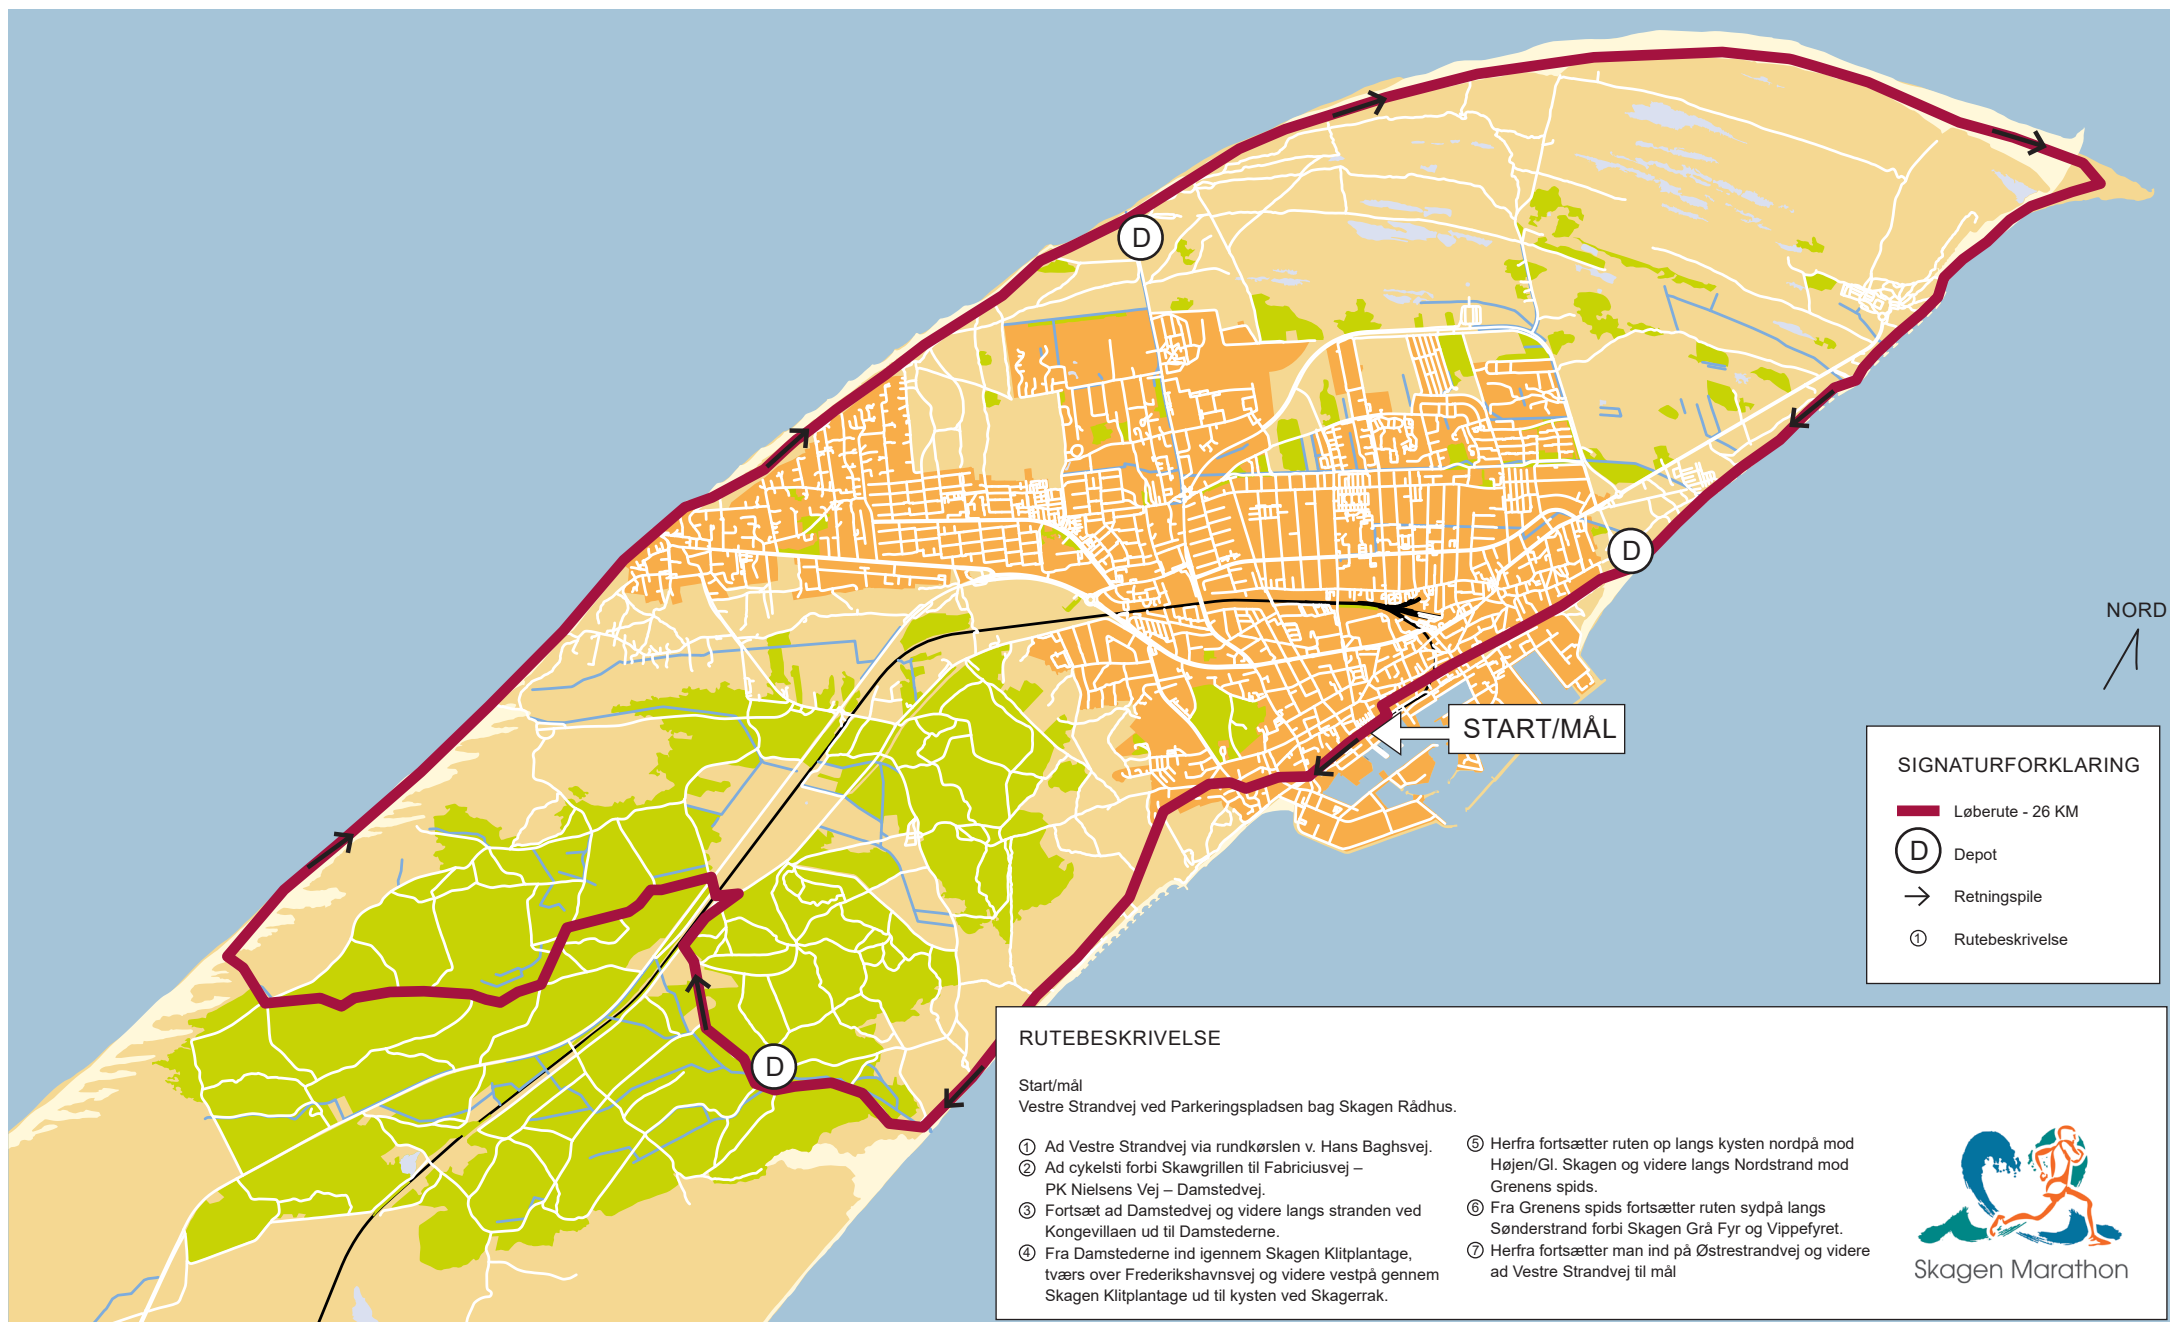 D
D
NORD
START/MÅL
SIGNATURFORKLARING
Løberute - 26 KM
D Depot
Retningspile
1 Rutebeskrivelse
D
RUTEBESKRIVELSE
Start/mål
Vestre Strandvej ved Parkeringspladsen bag Skagen Rådhus.
1 Ad Vestre Strandvej via rundkørslen v. Hans Baghsvej.
2 Ad cykelsti forbi Skawgrillen til Fabriciusvej –
PK Nielsens Vej – Damstedvej.
3 Fortsæt ad Damstedvej og videre langs stranden ved
Kongevillaen ud til Damstederne.
4 Fra Damstederne ind igennem Skagen Klitplantage,
tværs over Frederikshavnsvej og videre vestpå gennem
Skagen Klitplantage ud til kysten ved Skagerrak.
5 Herfra fortsætter ruten op langs kysten nordpå mod
Højen/Gl. Skagen og videre langs Nordstrand mod
Grenens spids.
6 Fra Grenens spids fortsætter ruten sydpå langs
Sønderstrand forbi Skagen Grå Fyr og Vippefyret.
7 Herfra fortsætter man ind på Østrestrandvej og videre
ad Vestre Strandvej til mål
Skagen Marathon